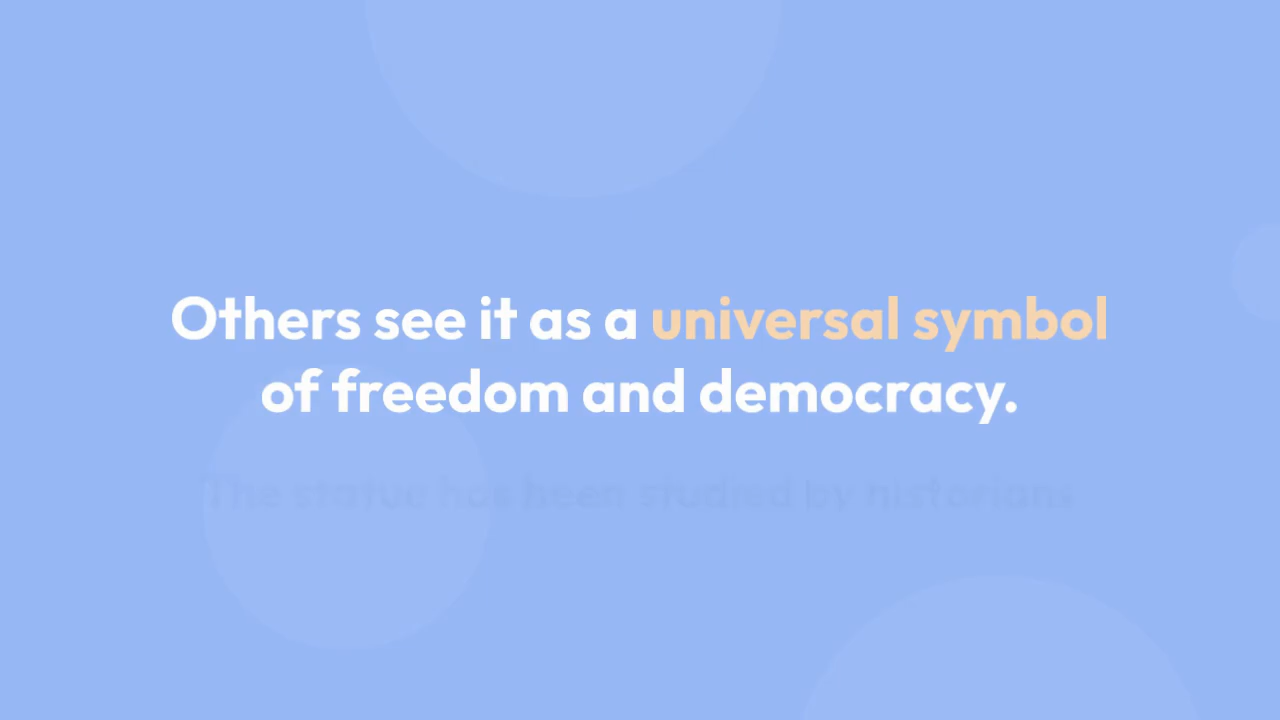 Others see it as a universal symbol
of freedom and democracy.
The statue has been studied by historians